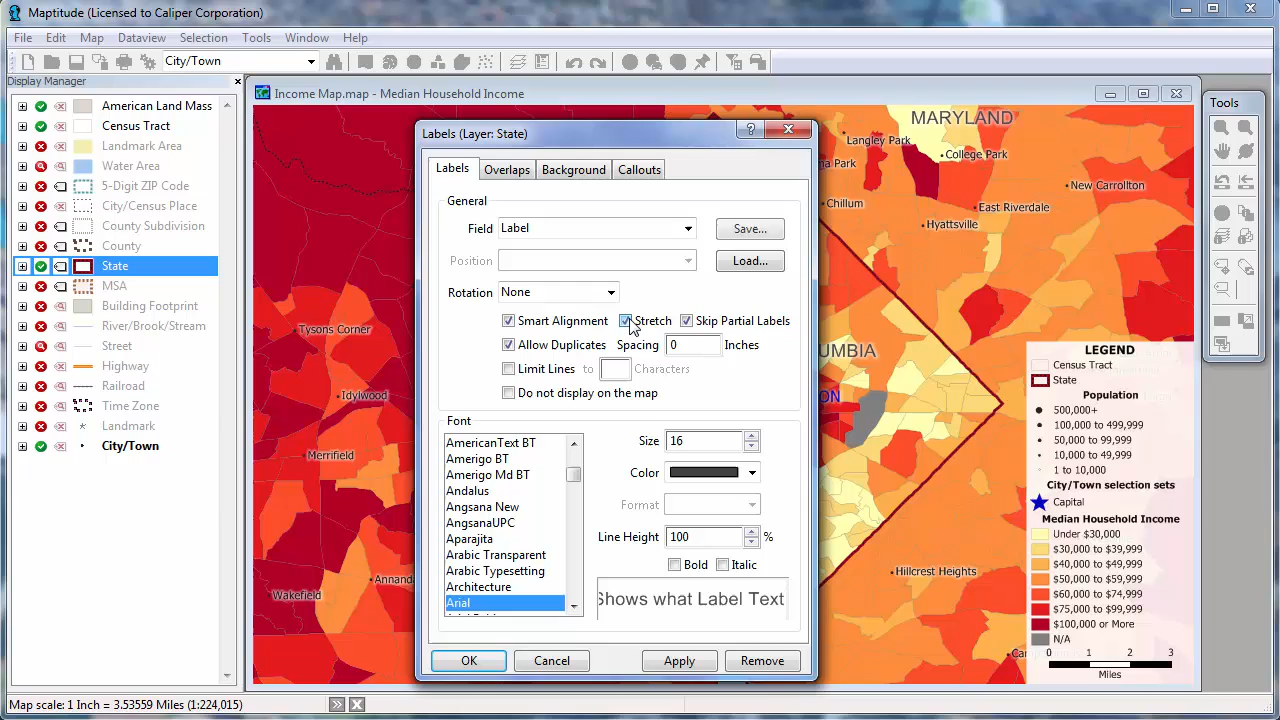 Maptitude (Licensed to Caliper Corporation)
File Edit Map Dataview Selection Tools Window Help
City/Town
Display Manager
American Land Mass
Census Tract
Landmark Area
Water Area
5-Digit ZIP Code
City/Census Place
County Subdivision
County
State
MSA
Building Footprint
River/Brook/Stream
Street
Highway
Railroad
Time Zone
Landmark
City/Town
Income Map.map - Median Household Income
MARYLAND
Langley Park
College Park
na Park
New Carrollton
Chillum
East Riverdale
Hyattsville
Tysons Corner
UMBIA
ON
Idylwood
Merrifield
Annanda
Wakefield
Hillcrest Heights
Labels (Layer: State)
Labels Overlaps Background Callouts
General
Field Label Save...
Position Load...
Rotation None
Smart Alignment Stretch Skip Partial Labels
Allow Duplicates Spacing 0 Inches
Limit Lines to Characters
Do not display on the map
Font
AmericanText BT
Amerigo BT
Amerigo Md BT
Andalus
Angsana New
AngsanaUPC
Aparajita
Arabic Transparent
Arabic Typesetting
Architecture
Arial
Size 16
Color
Format
Line Height 100 %
Bold Italic
Shows what Label Text
OK Cancel Apply Remove
Tools
LEGEND
Census Tract
State
Population
500,000+
100,000 to 499,999
50,000 to 99,999
10,000 to 49,999
1 to 10,000
City/Town selection sets
Capital
Median Household Income
Under $30,000
$30,000 to $39,999
$40,000 to $49,999
$50,000 to $59,999
$60,000 to $74,999
$75,000 to $99,999
$100,000 or More
N/A
0 1 2 3
Miles
Map scale: 1 Inch = 3.53559 Miles (1:224,015)